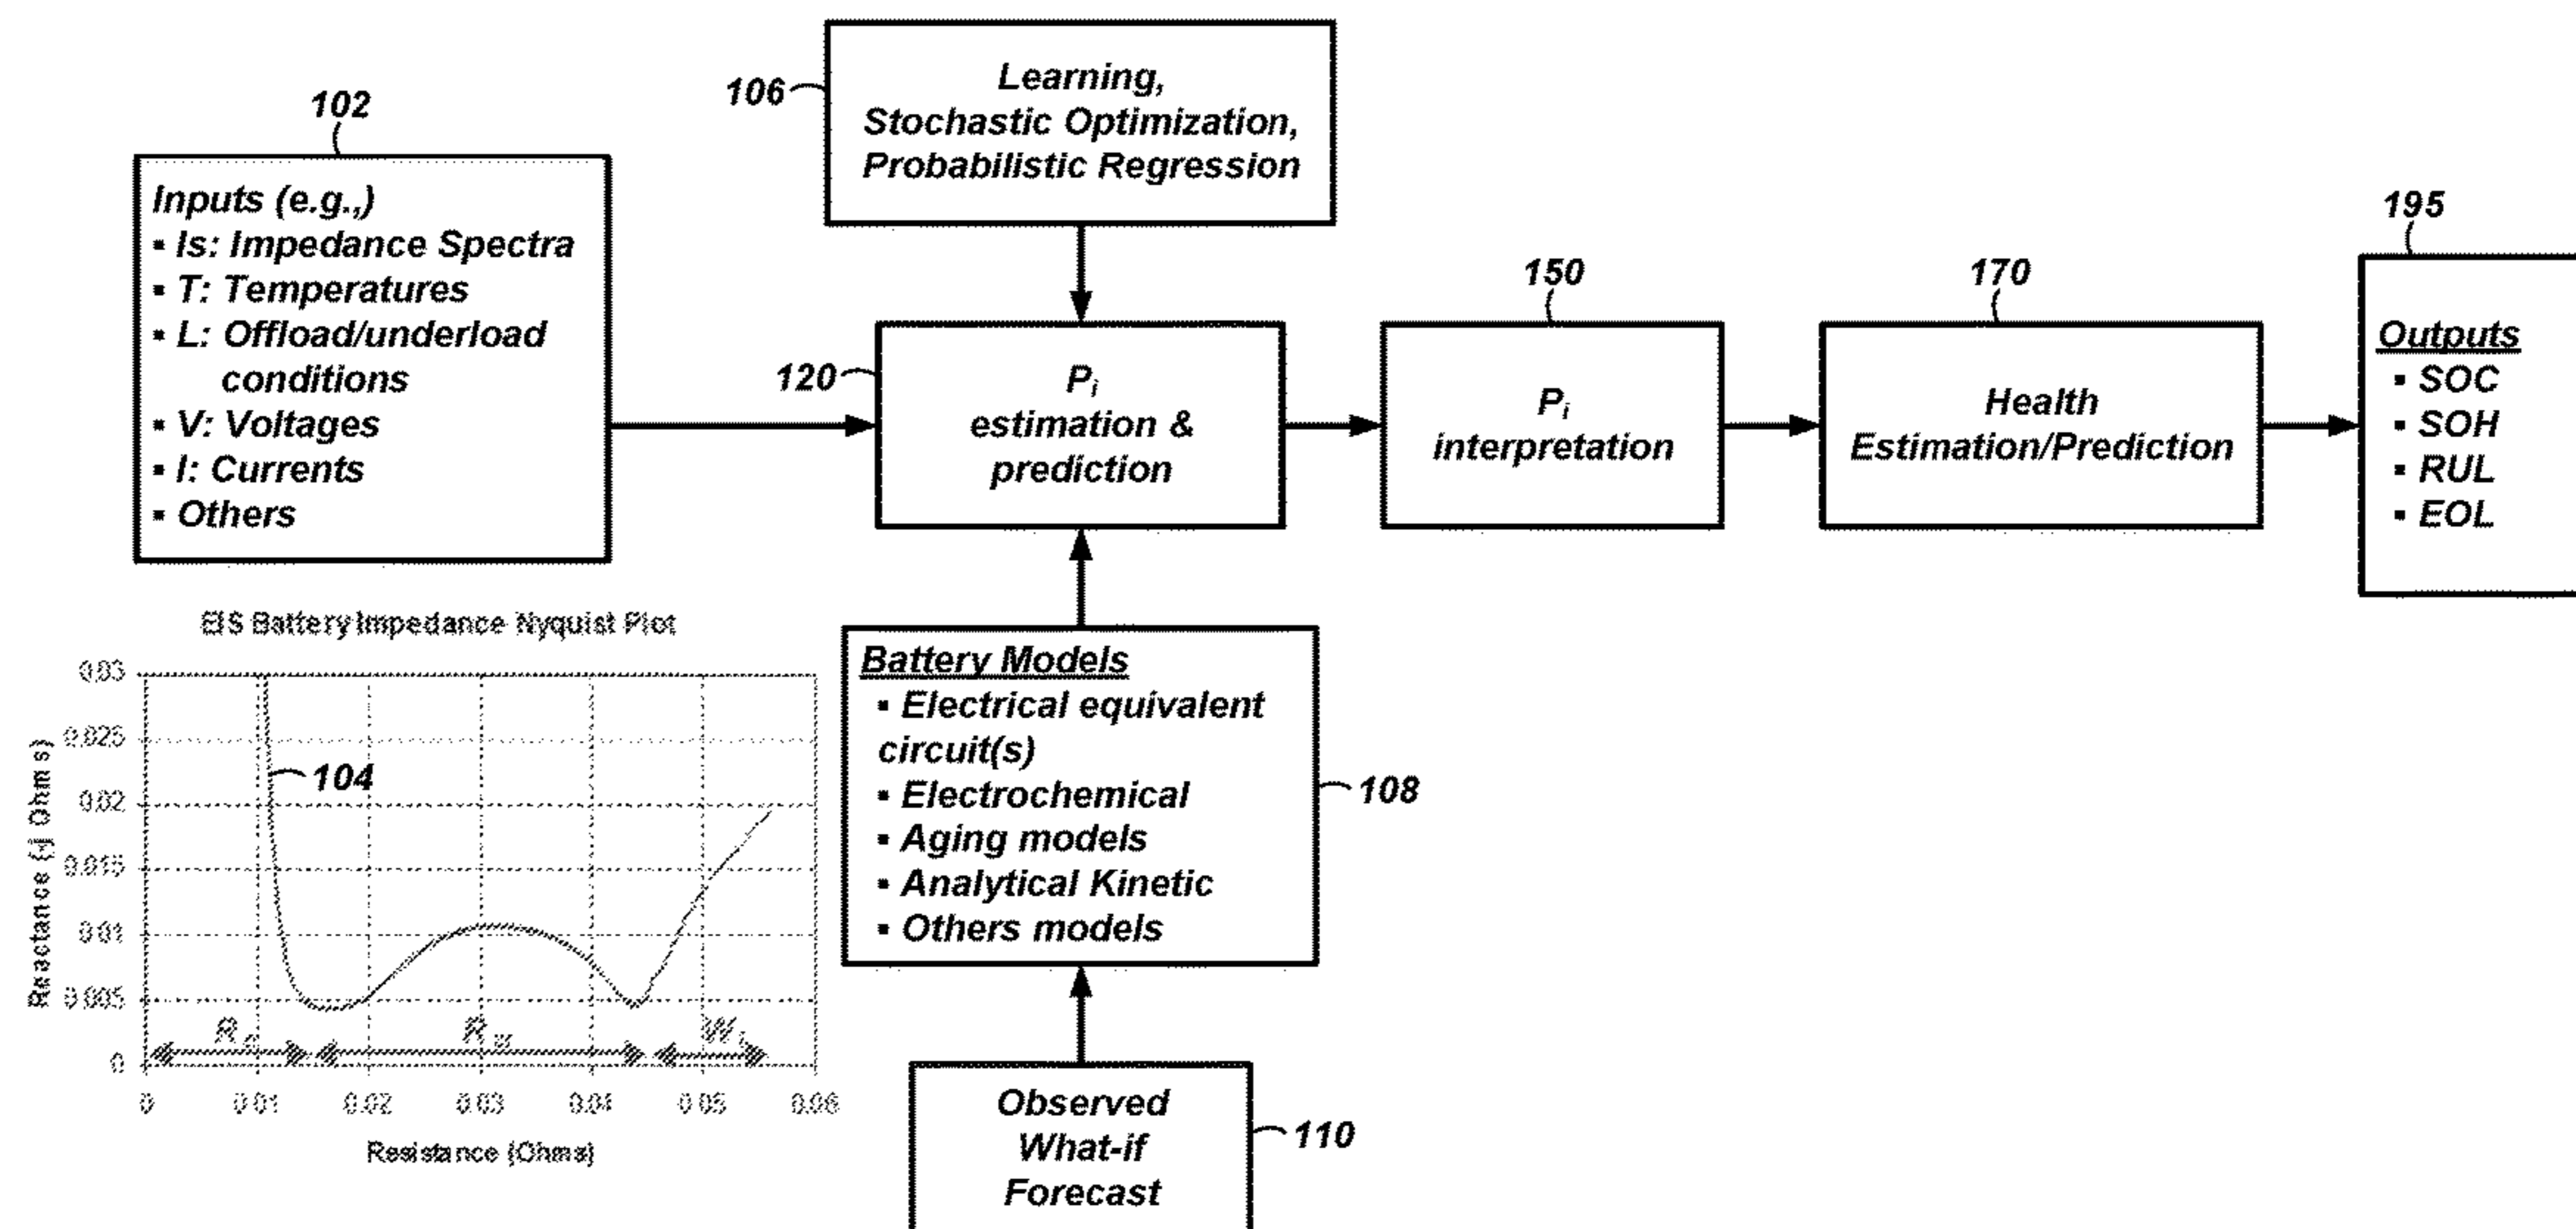 102
Inputs (e.g.,)
▪ Is: Impedance Spectra
▪ T: Temperatures
▪ L: Offload/underload
conditions
▪ V: Voltages
▪ I: Currents
▪ Others
106
Learning,
Stochastic Optimization,
Probabilistic Regression
120
Pi
estimation &
prediction
150
Pi
interpretation
170
Health
Estimation/Prediction
195
Outputs
▪ SOC
▪ SOH
▪ RUL
▪ EOL
EIS Battery Impedance Nyquist Plot
Reactance (-j Ohms)
0.03
0.025
0.02
0.015
0.01
0.005
0
104
0
0.01
0.02
0.03
0.04
0.05
0.06
Resistance (Ohms)
Battery Models
▪ Electrical equivalent
circuit(s)
▪ Electrochemical
▪ Aging models
▪ Analytical Kinetic
▪ Others models
108
Observed
What-if
Forecast
110